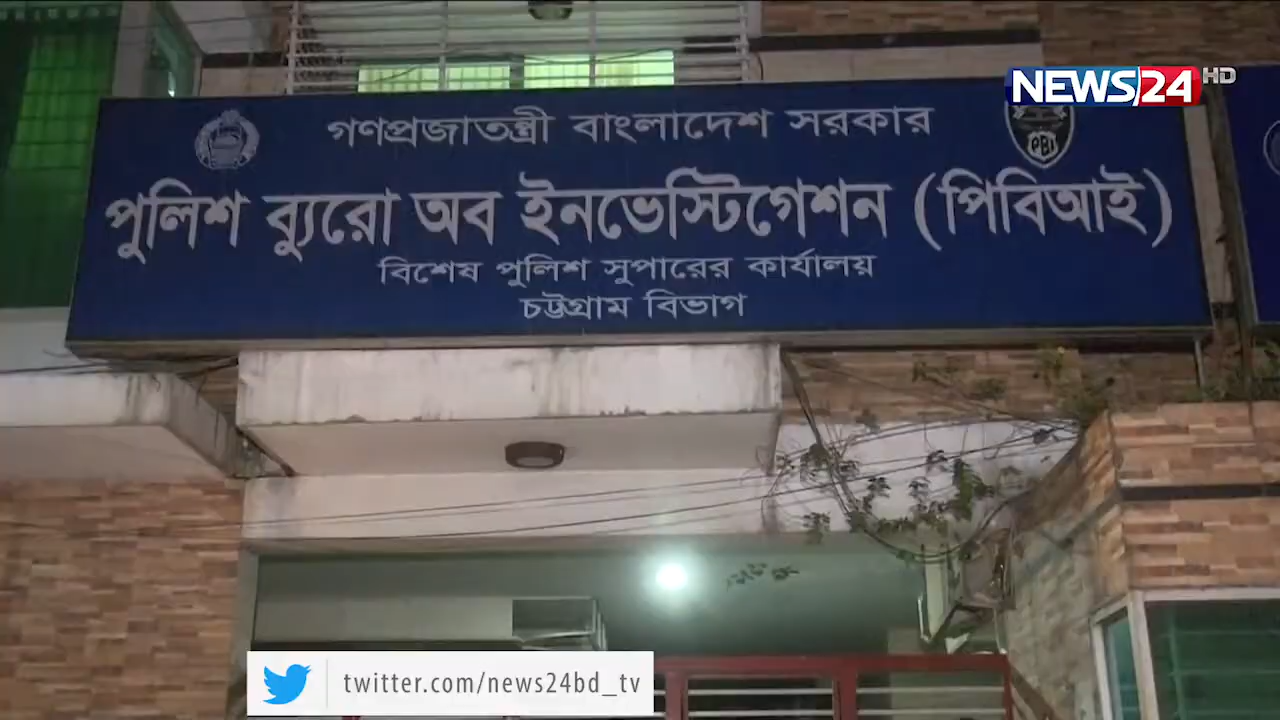 NEWS24 HD
গণপ্রজাতন্ত্রী বাংলাদেশ সরকার
PBI
পুলিশ ব্যুরো অব ইনভেস্টিগেশন (পিবিআই)
বিশেষ পুলিশ সুপারের কার্যালয়
চট্টগ্রাম বিভাগ
twitter.com/news24bd_tv